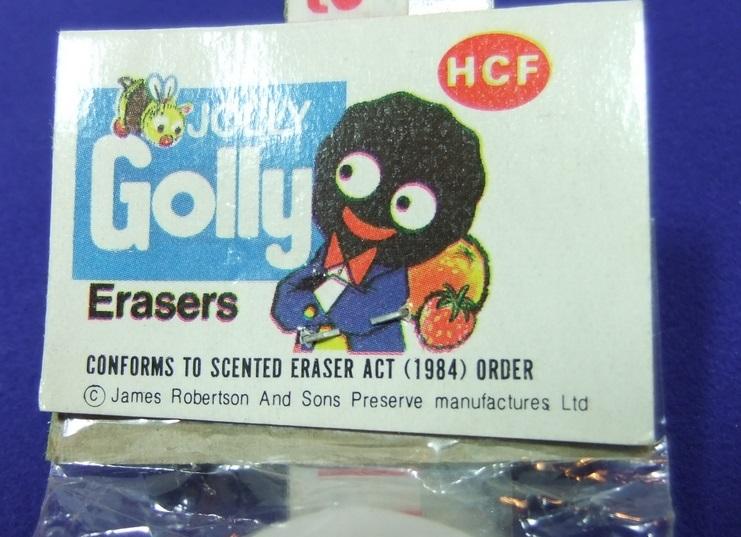 HCF
JOLLY
Golly
Erasers
CONFORMS TO SCENTED ERASER ACT (1984) ORDER
© James Robertson And Sons Preserve manufactures Ltd